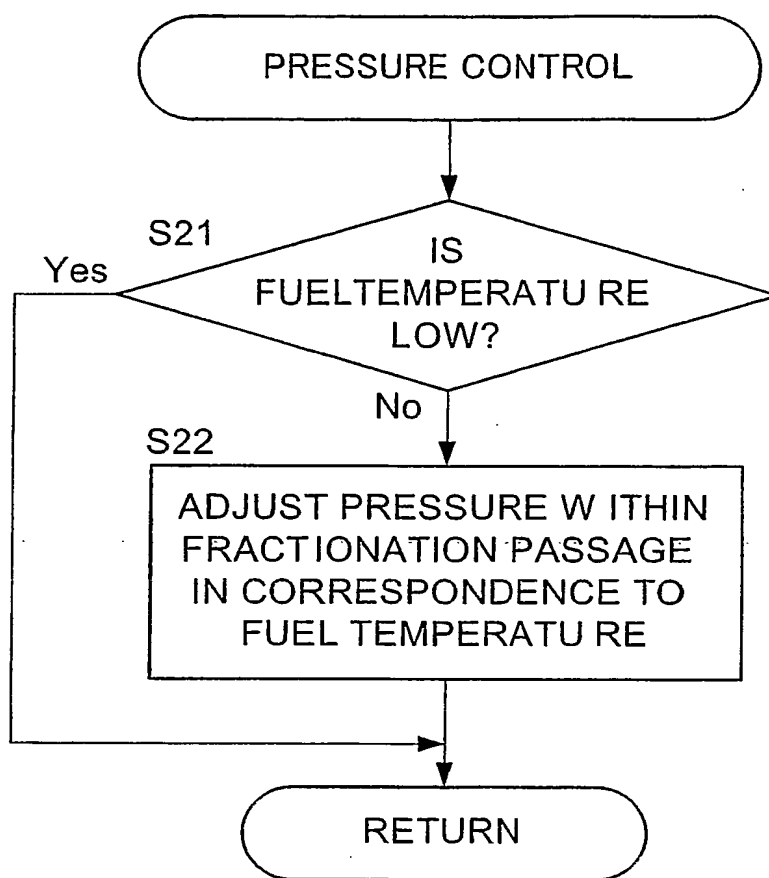 PRESSURE CONTROL
S21
IS
Yes
FUELTEMPERATU RE
LOW?
No
S22
ADJUST PRESSURE W ITHIN
FRACTIONATION PASSAGE
IN CORRESPONDENCE TO
FUEL TEMPERATU RE
RETURN